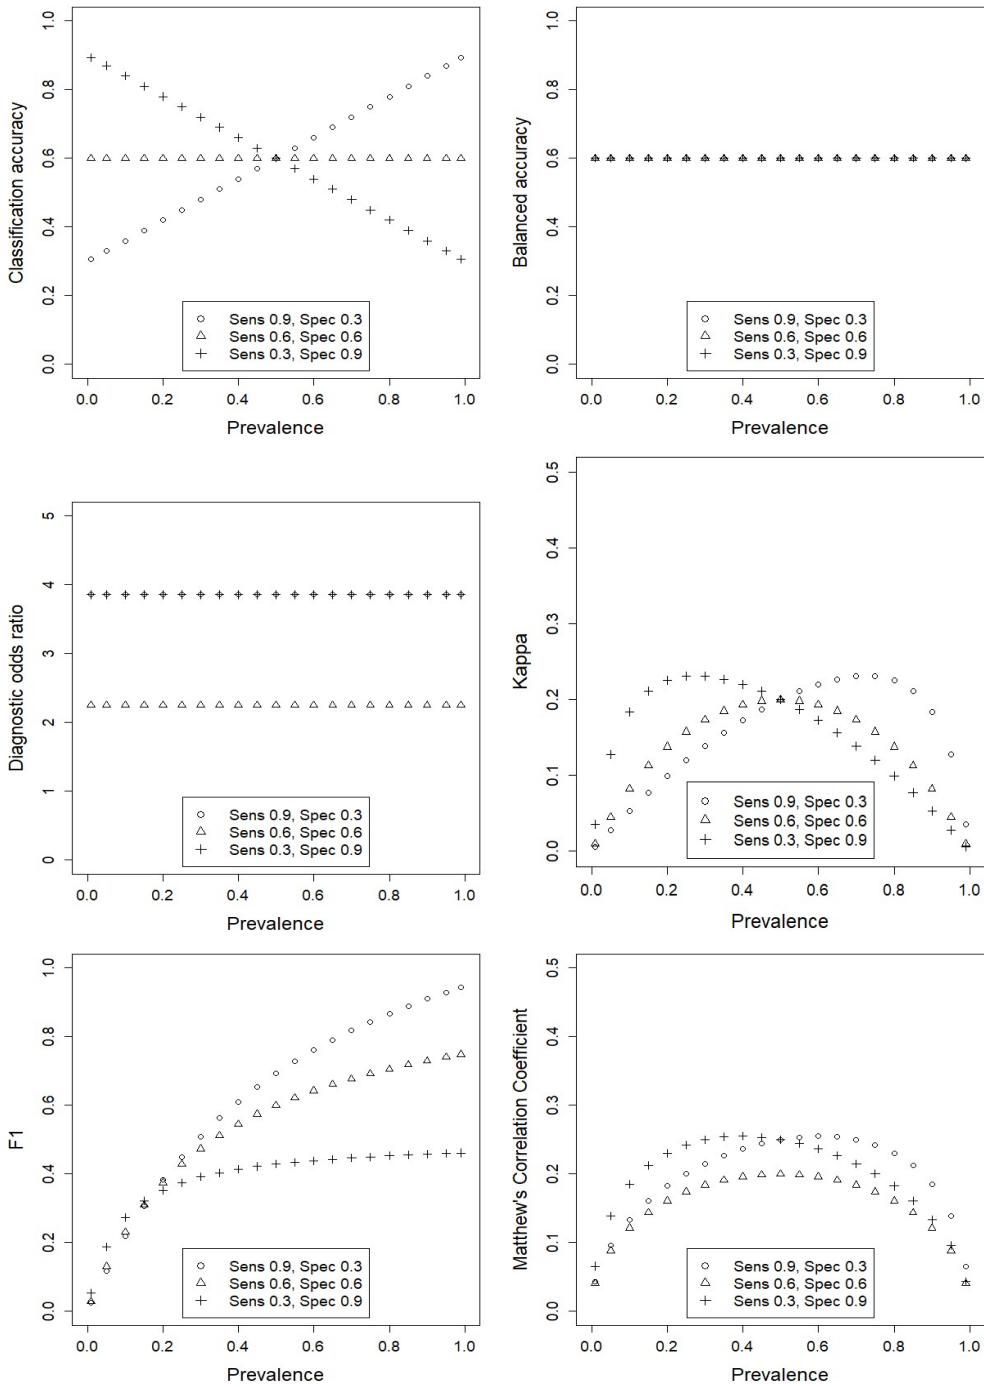 Classification accuracy
1.0
0.8
0.6
0.4
0.2
0.0
Sens 0.9, Spec 0.3
Sens 0.6, Spec 0.6
Sens 0.3, Spec 0.9
0.0 0.2 0.4 0.6 0.8 1.0
Prevalence
Balanced accuracy
1.0
0.8
0.6
0.4
0.2
0.0
Sens 0.9, Spec 0.3
Sens 0.6, Spec 0.6
Sens 0.3, Spec 0.9
0.0 0.2 0.4 0.6 0.8 1.0
Prevalence
Diagnostic odds ratio
5
4
3
2
1
0
Sens 0.9, Spec 0.3
Sens 0.6, Spec 0.6
Sens 0.3, Spec 0.9
0.0 0.2 0.4 0.6 0.8 1.0
Prevalence
Kappa
0.5
0.4
0.3
0.2
0.1
0.0
Sens 0.9, Spec 0.3
Sens 0.6, Spec 0.6
Sens 0.3, Spec 0.9
0.0 0.2 0.4 0.6 0.8 1.0
Prevalence
F1
1.0
0.8
0.6
0.4
0.2
0.0
Sens 0.9, Spec 0.3
Sens 0.6, Spec 0.6
Sens 0.3, Spec 0.9
0.0 0.2 0.4 0.6 0.8 1.0
Prevalence
Matthew's Correlation Coefficient
0.5
0.4
0.3
0.2
0.1
0.0
Sens 0.9, Spec 0.3
Sens 0.6, Spec 0.6
Sens 0.3, Spec 0.9
0.0 0.2 0.4 0.6 0.8 1.0
Prevalence